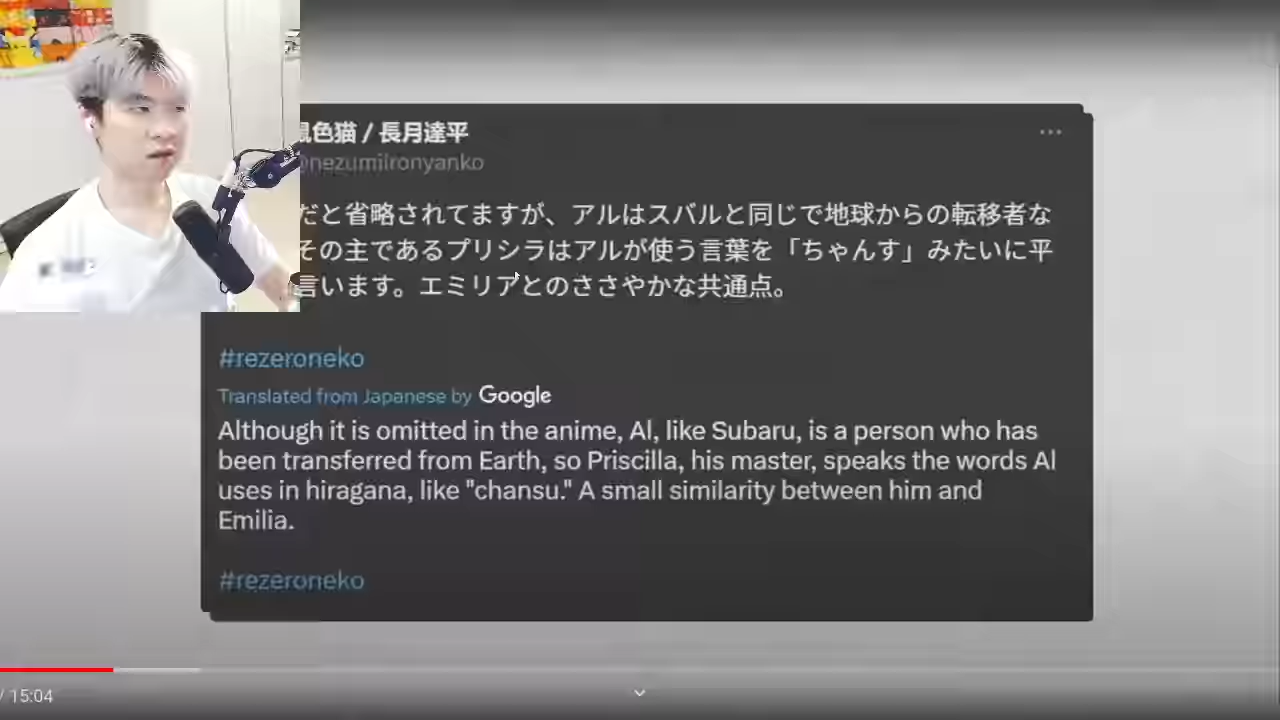 色猫 / 長月達平
nezumiironyanko
だと省略されてますが、アルはスバルと同じで地球からの転移者な
その主であるプリシラはアルが使う言葉を「ちゃんす」みたいに平
言います。エミリアとのささやかな共通点。
#rezeroneko
Translated from Japanese by Google
Although it is omitted in the anime, Al, like Subaru, is a person who has
been transferred from Earth, so Priscilla, his master, speaks the words Al
uses in hiragana, like "chansu." A small similarity between him and
Emilia.
#rezeroneko
/ 15:04